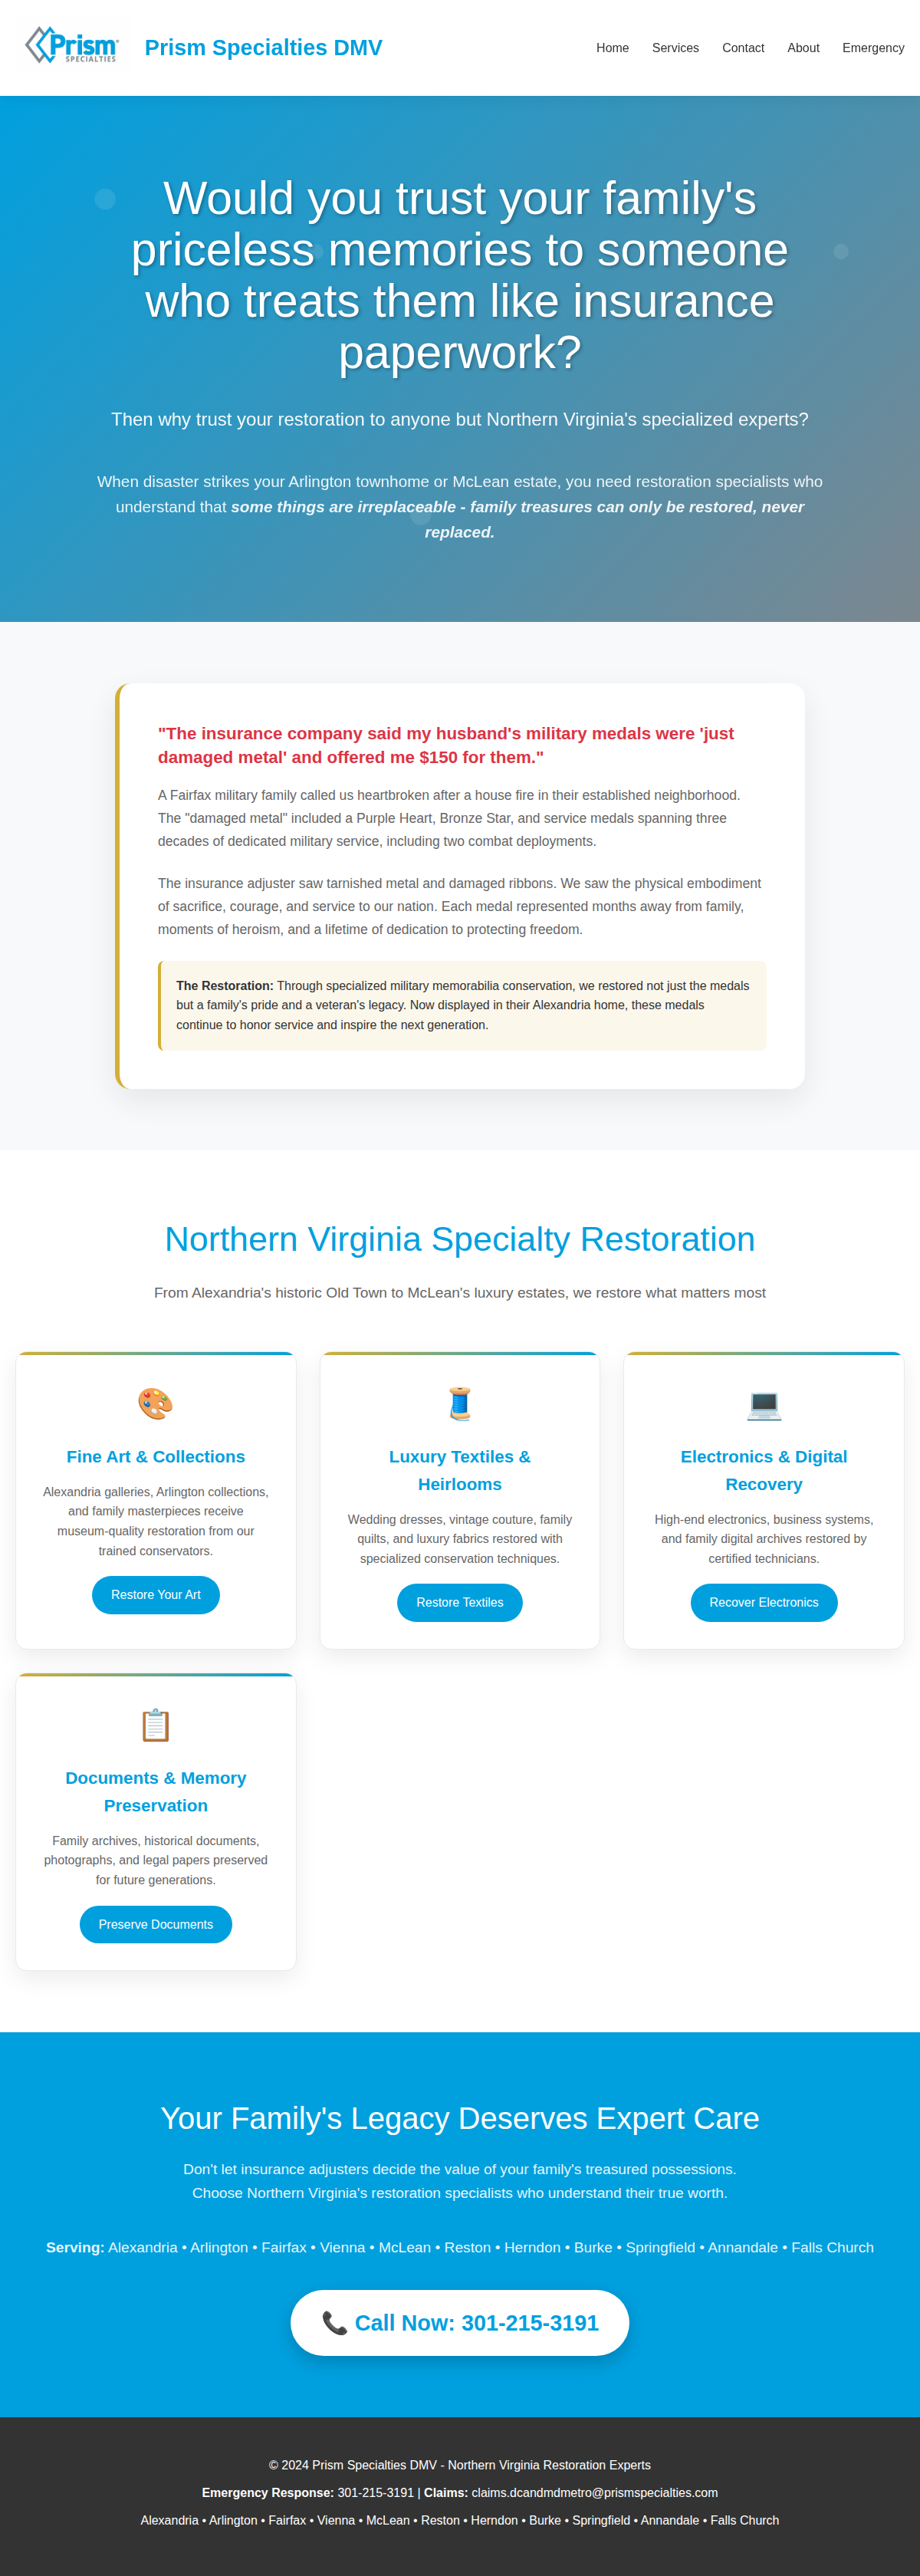 Prism
SPECIALTIES
Prism Specialties DMV
Home Services Contact About Emergency
Would you trust your family's
priceless memories to someone
who treats them like insurance
paperwork?
Then why trust your restoration to anyone but Northern Virginia's specialized experts?
When disaster strikes your Arlington townhome or McLean estate, you need restoration specialists who
understand that some things are irreplaceable - family treasures can only be restored, never
replaced.
"The insurance company said my husband's military medals were 'just
damaged metal' and offered me $150 for them."
A Fairfax military family called us heartbroken after a house fire in their established neighborhood.
The "damaged metal" included a Purple Heart, Bronze Star, and service medals spanning three
decades of dedicated military service, including two combat deployments.
The insurance adjuster saw tarnished metal and damaged ribbons. We saw the physical embodiment
of sacrifice, courage, and service to our nation. Each medal represented months away from family,
moments of heroism, and a lifetime of dedication to protecting freedom.
The Restoration: Through specialized military memorabilia conservation, we restored not just the medals
but a family's pride and a veteran's legacy. Now displayed in their Alexandria home, these medals
continue to honor service and inspire the next generation.
Northern Virginia Specialty Restoration
From Alexandria's historic Old Town to McLean's luxury estates, we restore what matters most
Fine Art & Collections
Alexandria galleries, Arlington collections,
and family masterpieces receive
museum-quality restoration from our
trained conservators.
Restore Your Art
Luxury Textiles &
Heirlooms
Wedding dresses, vintage couture, family
quilts, and luxury fabrics restored with
specialized conservation techniques.
Restore Textiles
Electronics & Digital
Recovery
High-end electronics, business systems,
and family digital archives restored by
certified technicians.
Recover Electronics
Documents & Memory
Preservation
Family archives, historical documents,
photographs, and legal papers preserved
for future generations.
Preserve Documents
Your Family's Legacy Deserves Expert Care
Don't let insurance adjusters decide the value of your family's treasured possessions.
Choose Northern Virginia's restoration specialists who understand their true worth.
Serving: Alexandria • Arlington • Fairfax • Vienna • McLean • Reston • Herndon • Burke • Springfield • Annandale • Falls Church
📞 Call Now: 301-215-3191
© 2024 Prism Specialties DMV - Northern Virginia Restoration Experts
Emergency Response: 301-215-3191 | Claims: claims.dcandmdmetro@prismspecialties.com
Alexandria • Arlington • Fairfax • Vienna • McLean • Reston • Herndon • Burke • Springfield • Annandale • Falls Church